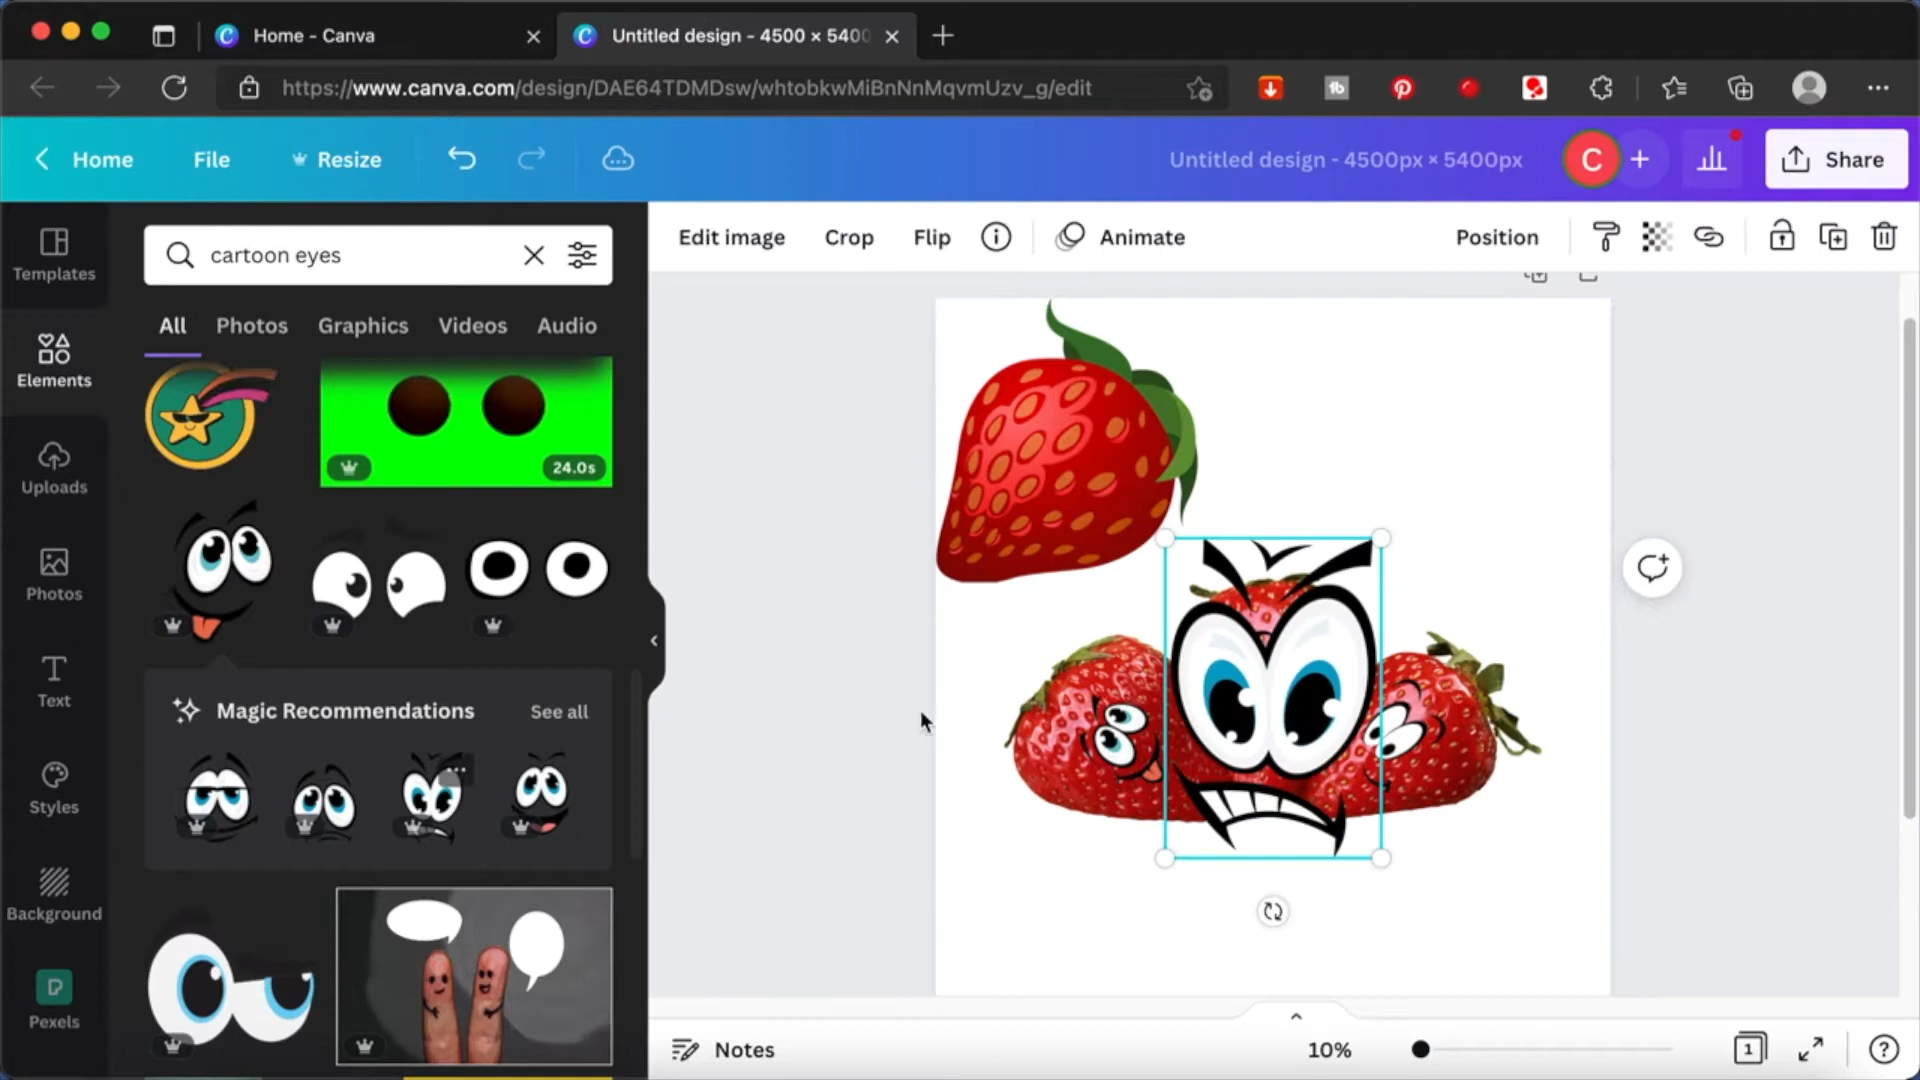 Home - Canva
Untitled design - 4500 × 5400
https://www.canva.com/design/DAE64TDMDsw/whtobkwMiBnNnMqvmUzv_g/edit
Home
File
Resize
Untitled design - 4500px × 5400px
C
Share
Templates
Elements
Uploads
Photos
Text
Styles
Background
Pexels
cartoon eyes
All
Photos
Graphics
Videos
Audio
24.0s
Magic Recommendations
See all
Edit image
Crop
Flip
Animate
Position
Notes
10%
1